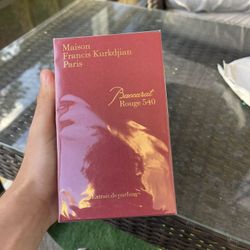 Maison
Francis Kurkdjian
Paris
Baccarat
Rouge 540
Extrait de parfum